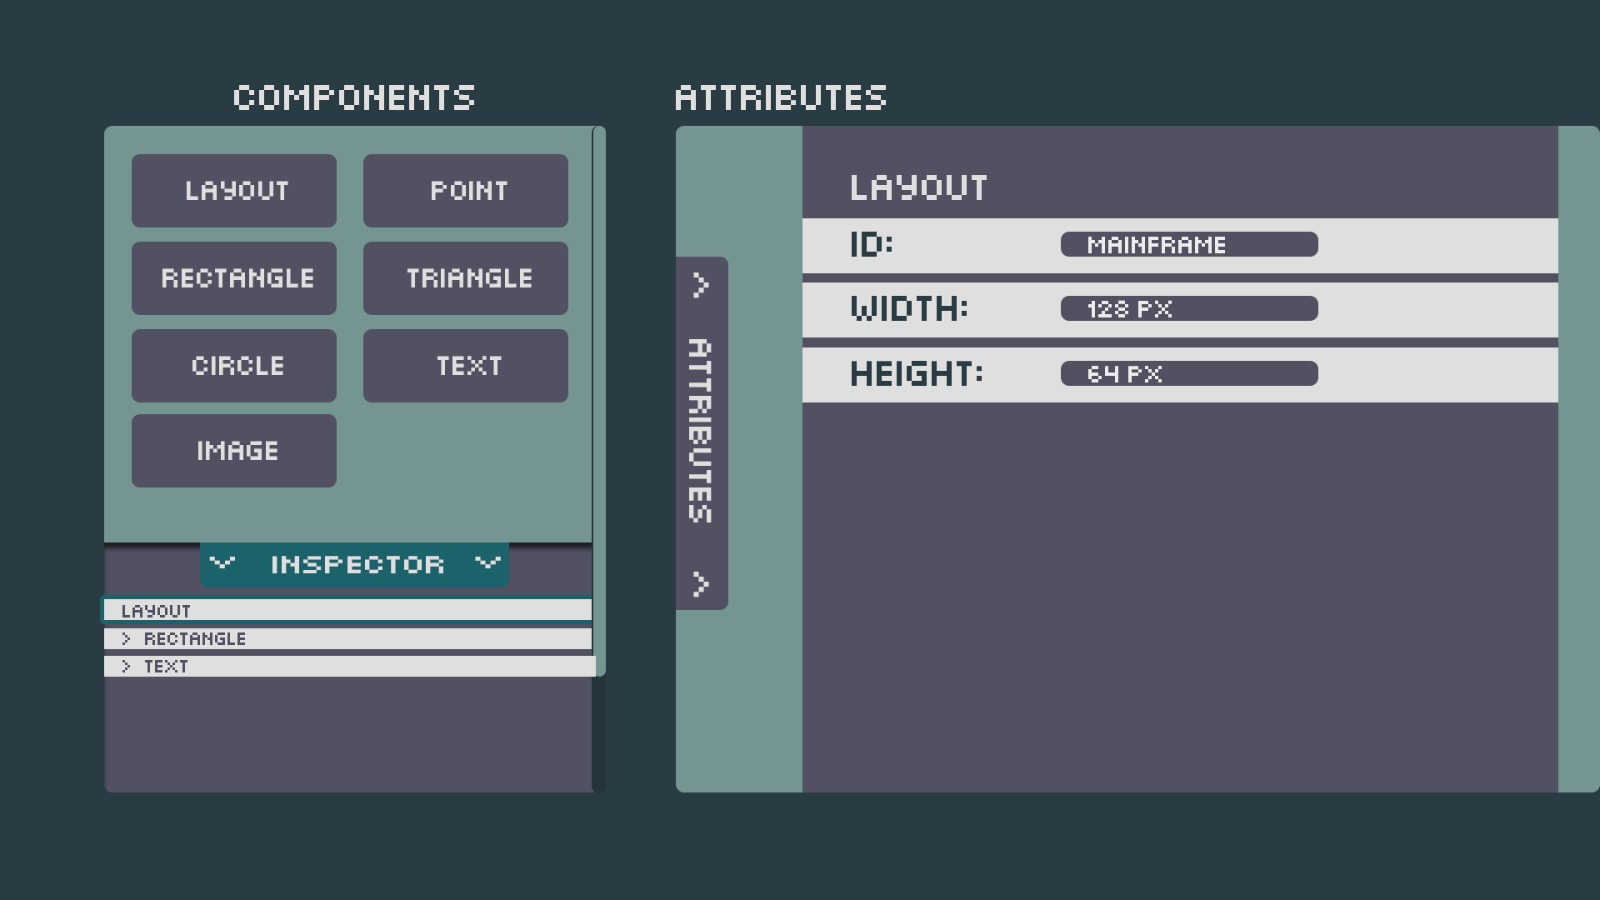 COMPONENTS
LAYOUT
POINT
RECTANGLE
TRIANGLE
CIRCLE
TEXT
IMAGE
INSPECTOR
LAYOUT
> RECTANGLE
> TEXT
ATTRIBUTES
> ATTRIBUTES >
LAYOUT
ID: MAINFRAME
WIDTH: 128 PX
HEIGHT: 64 PX